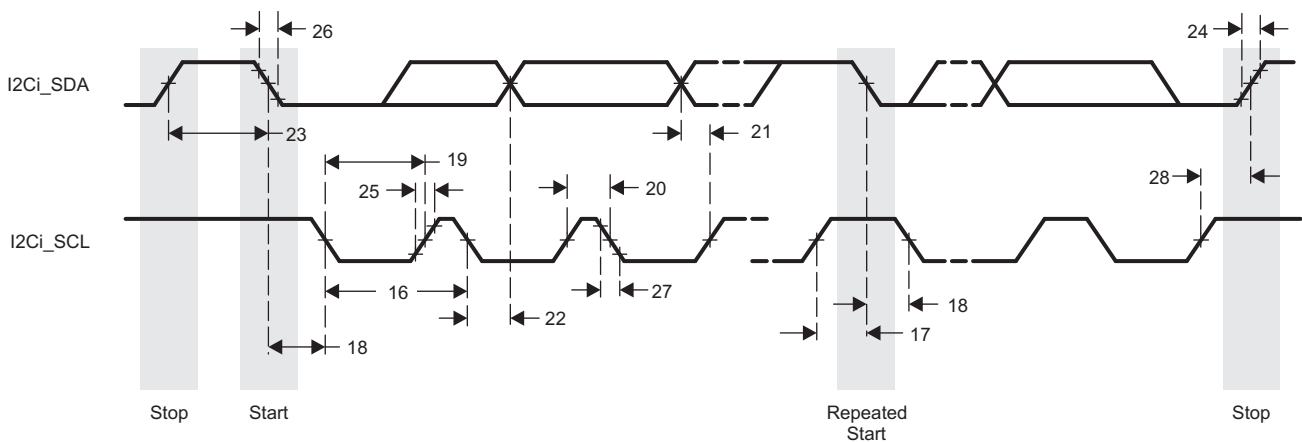 26
24
I2Ci_SDA
23
21
19
25
20
28
I2Ci_SCL
16
27
22
18
17
18
Stop
Start
Repeated
Start
Stop